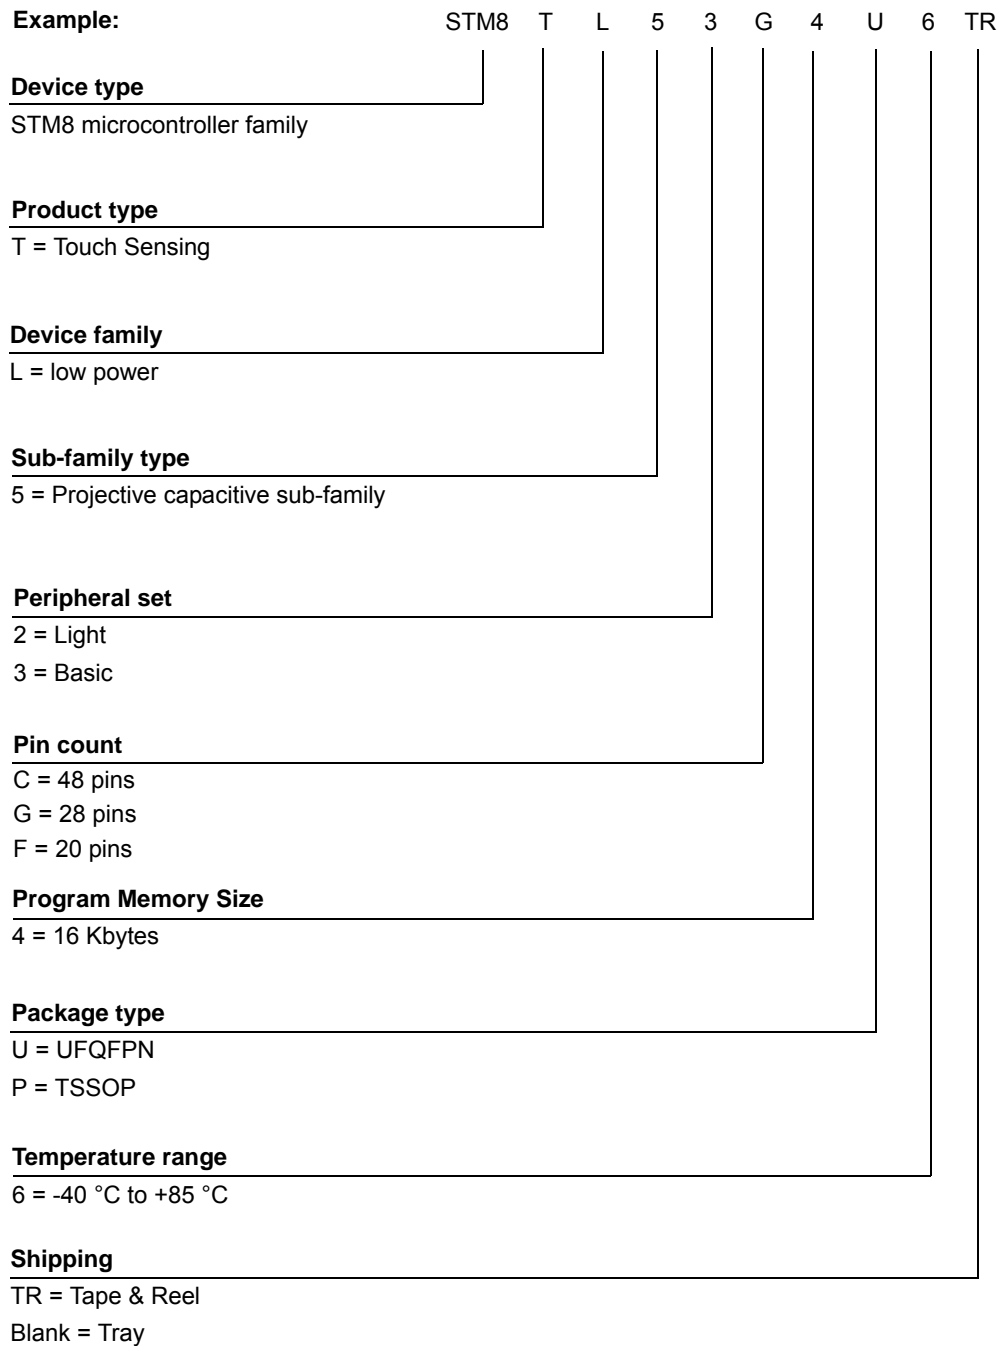 Example: STM8 T L 5 3 G 4 U 6 TR
Device type
STM8 microcontroller family
Product type
T = Touch Sensing
Device family
L = low power
Sub-family type
5 = Projective capacitive sub-family
Peripheral set
2 = Light
3 = Basic
Pin count
C = 48 pins
G = 28 pins
F = 20 pins
Program Memory Size
4 = 16 Kbytes
Package type
U = UFQFPN
P = TSSOP
Temperature range
6 = -40 °C to +85 °C
Shipping
TR = Tape & Reel
Blank = Tray